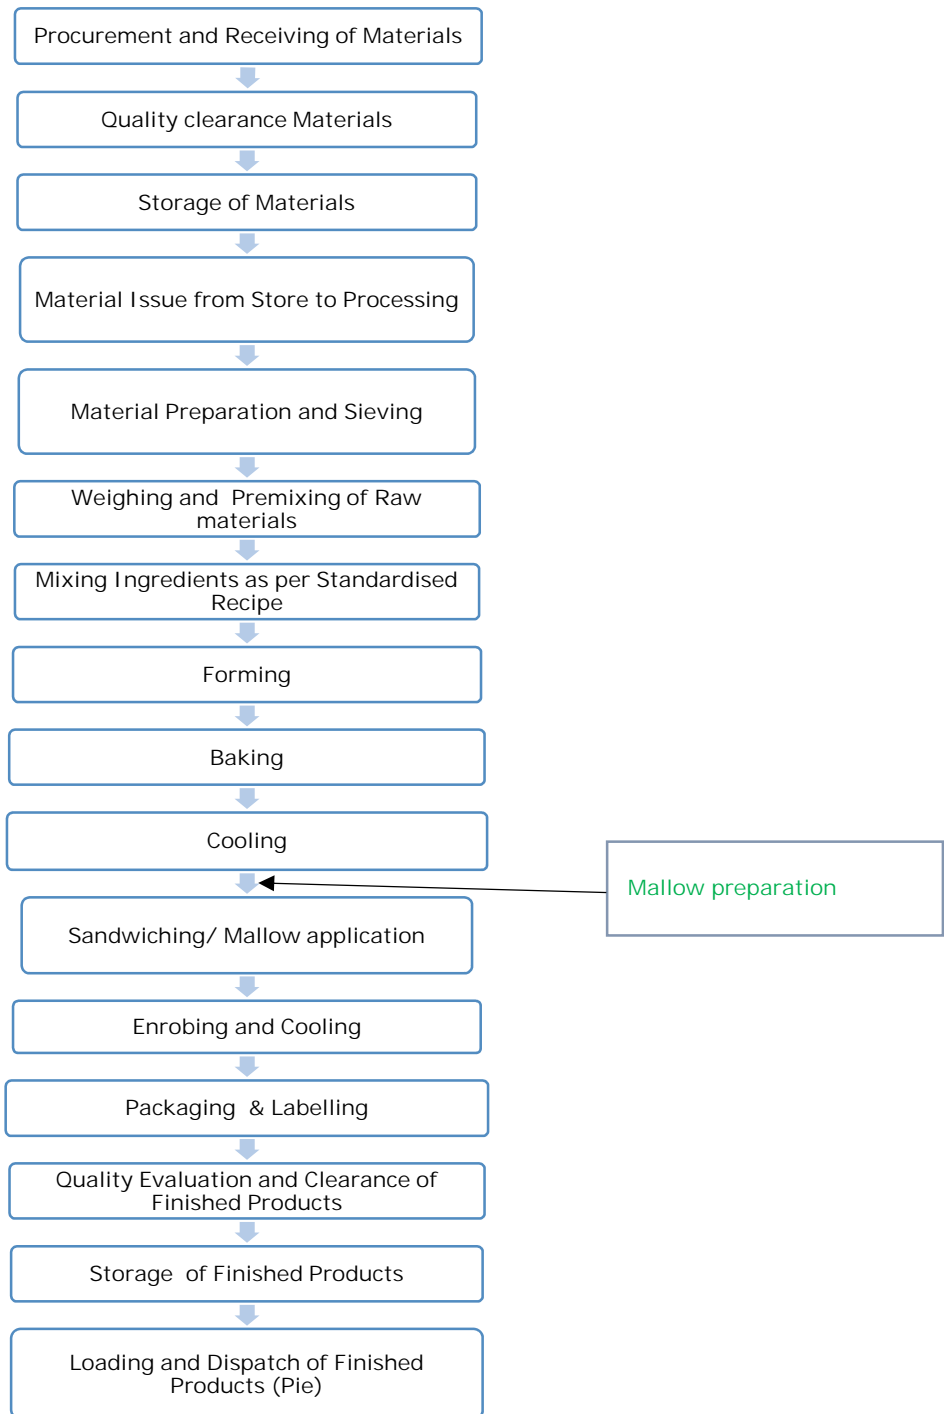 Procurement and Receiving of Materials
Quality clearance Materials
Storage of Materials
Material Issue from Store to Processing
Material Preparation and Sieving
Weighing and  Premixing of Raw
materials
Mixing Ingredients as per Standardised
Recipe
Forming
Baking
Cooling
Mallow preparation
Sandwiching/ Mallow application
Enrobing and Cooling
Packaging  & Labelling
Quality Evaluation and Clearance of
Finished Products
Storage  of Finished Products
Loading and Dispatch of Finished
Products (Pie)